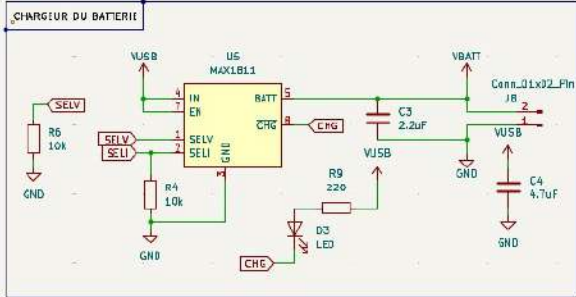 CHARGEUR DU BATTERIE
VUSB
U5
MAX1811
VBATT
Conn_01x02_Pin
J8
SELV
R6
10k
GND
4
IN
BATT
5
7
EN
CHG
8
CHG
SELV
1
SELV
SELI
2
SELI
GND
3
C3
2.2uF
2
1
VUSB
GND
R4
10k
GND
R9
220
VUSB
D3
LED
CHG
C4
4.7uF
GND